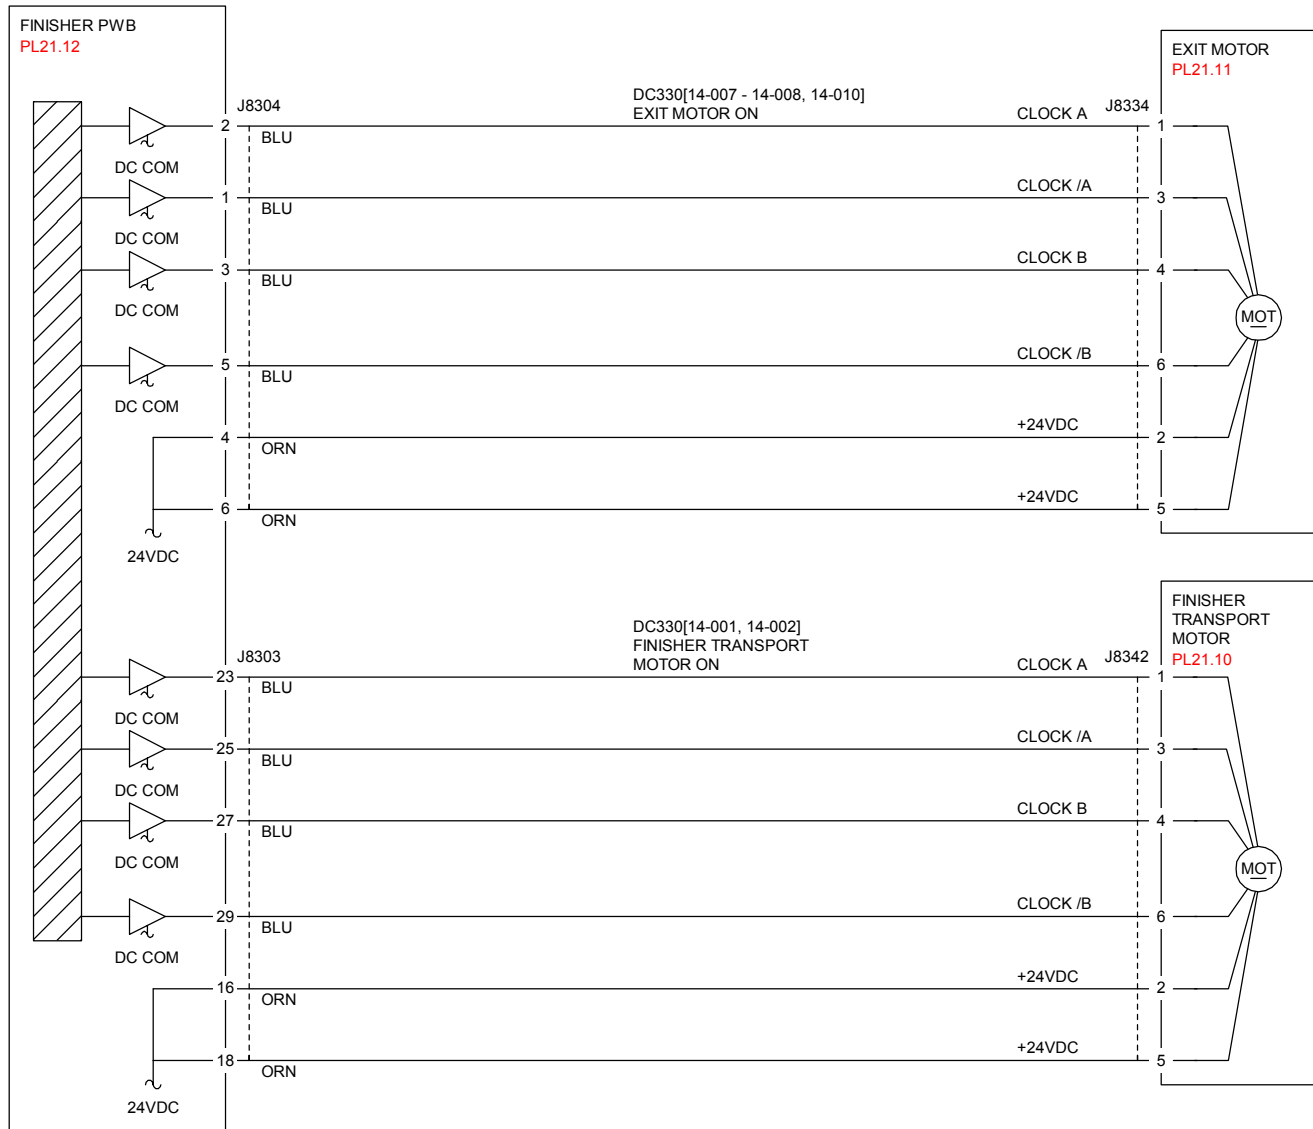 FINISHER PWB
PL21.12
EXIT MOTOR
PL21.11
DC330[14-007 - 14-008, 14-010]
EXIT MOTOR ON
J8304
J8334
2
BLU
CLOCK A
1
DC COM
1
BLU
CLOCK /A
3
DC COM
3
BLU
CLOCK B
4
DC COM
MOT
5
BLU
CLOCK /B
6
DC COM
4
ORN
+24VDC
2
6
ORN
+24VDC
5
24VDC
FINISHER
TRANSPORT
MOTOR
PL21.10
DC330[14-001, 14-002]
FINISHER TRANSPORT
MOTOR ON
J8303
J8342
23
BLU
CLOCK A
1
DC COM
25
BLU
CLOCK /A
3
DC COM
27
BLU
CLOCK B
4
DC COM
MOT
29
BLU
CLOCK /B
6
DC COM
16
ORN
+24VDC
2
18
ORN
+24VDC
5
24VDC